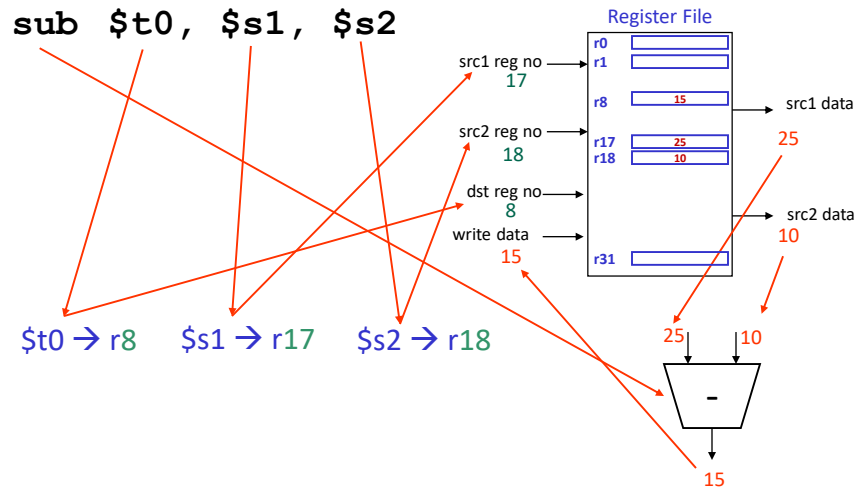 sub $t0, $s1, $s2
Register File
r0
src1 reg no
r1
17
r8
15
src1 data
src2 reg no
r17
25
25
18
r18
10
dst reg no
8
src2 data
write data
10
15
r31
$t0 → r8
$s1 → r17
$s2 → r18
25
10
-
15